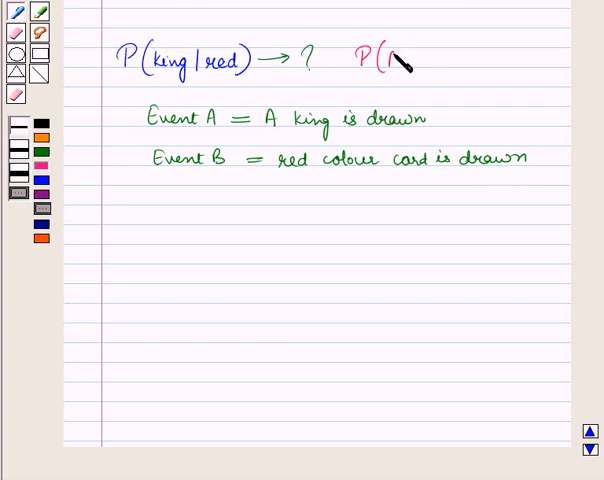 P(king/red) → ? P(
Event A = A king is drawn
Event B = red colour card is drawn